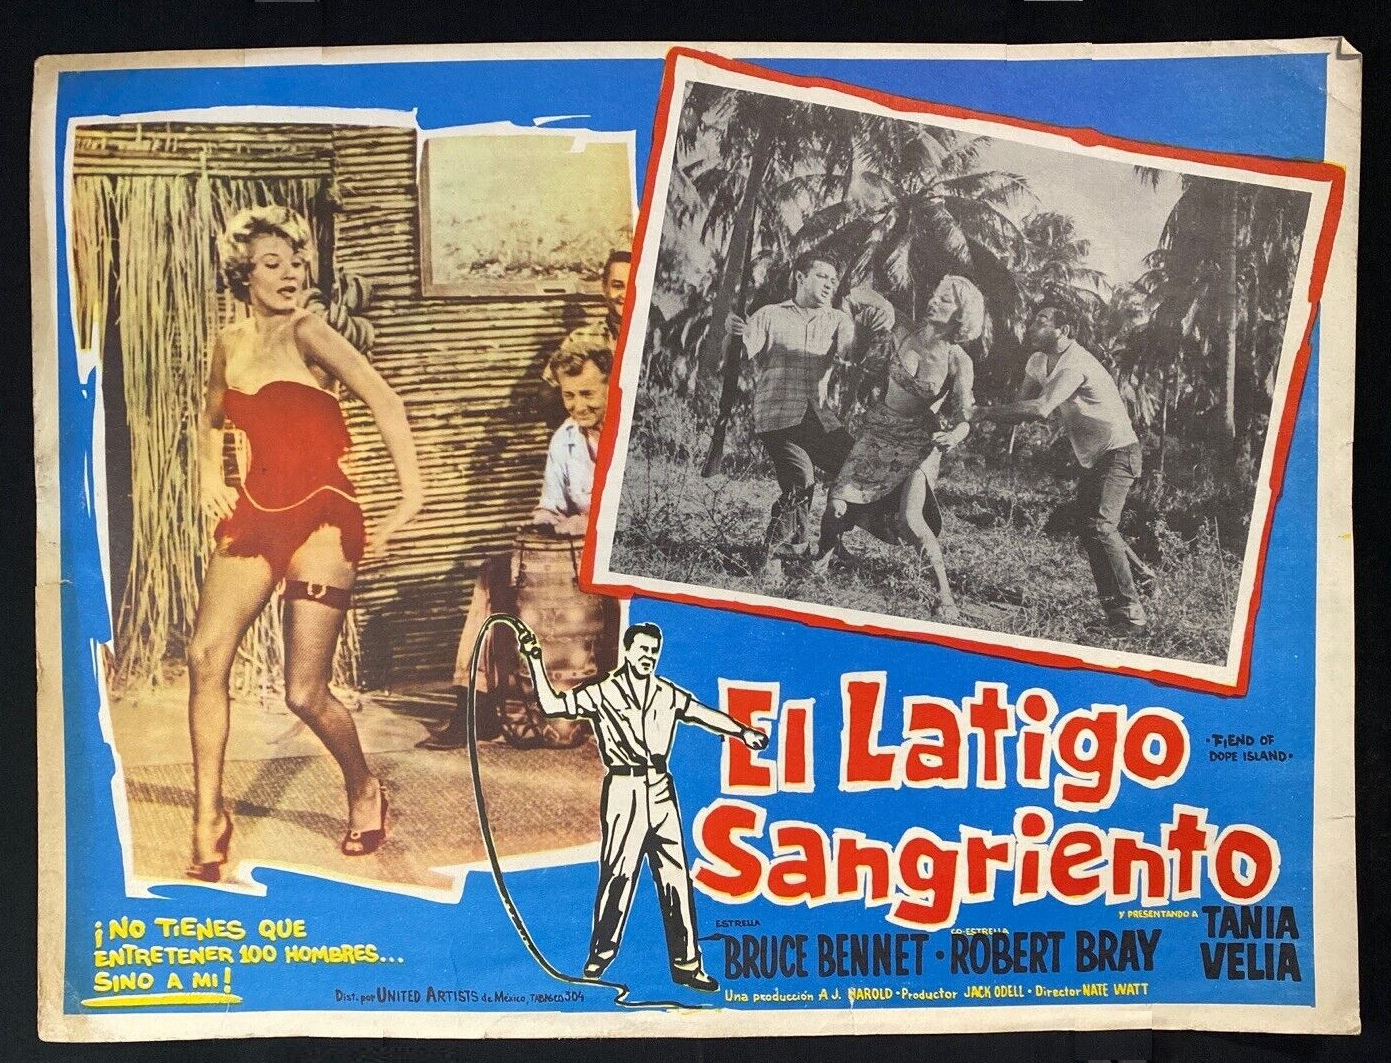 El Latigo
Sangriento
·FIEND OF
DOPE ISLAND·
¡NO TIENES QUE
ENTRETENER 100 HOMBRES...
SINO A MI!
Dist. por UNITED ARTISTS de México, TABASCO 304
ESTRELLA
BRUCE BENNET ·
CO-ESTRELLA
ROBERT BRAY
Y PRESENTANDO A TANIA
VELIA
Una producción A J. HAROLD · Productor JACK ODELL · Director NATE WATT